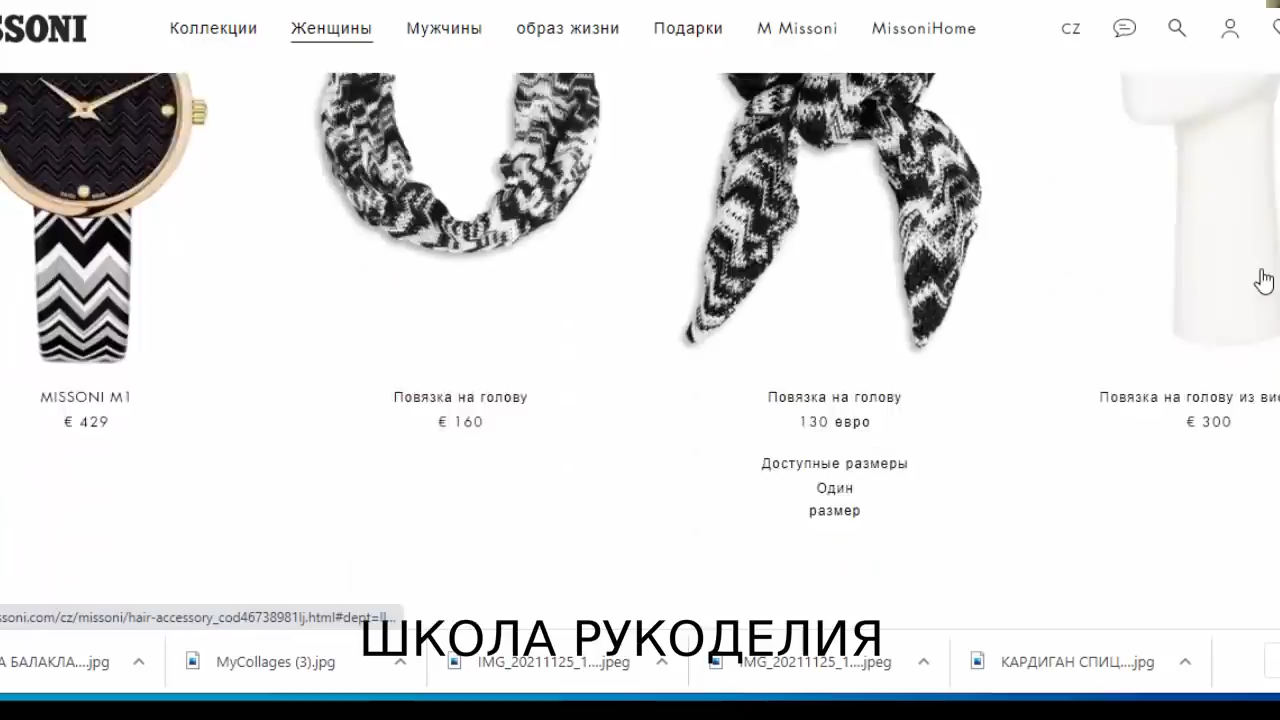 SSONI
Коллекции Женщины Мужчины образ жизни Подарки M Missoni MissoniHome CZ
MISSONI M1
€ 429
Повязка на голову
€ 160
Повязка на голову
130 евро
Доступные размеры
Один
размер
Повязка на голову из
€ 300
ssoni.com/cz/missoni/hair-accessory_cod46738981lj.html#dept=ll...
ШКОЛА РУКОДЕЛИЯ
А БАЛАКЛА....jpg MyCollages (3).jpg IMG_20211125_1....jpeg IMG_20211125_1....jpeg КАРДИГАН СПИЦ....jpg